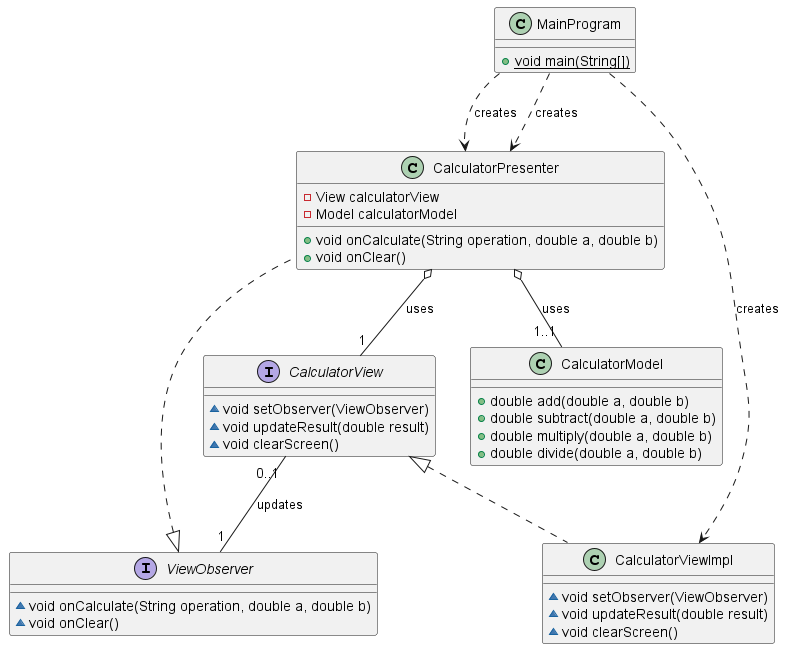 C MainProgram
void main(String[])
creates
creates
C CalculatorPresenter
View calculatorView
Model calculatorModel
void onCalculate(String operation, double a, double b)
void onClear()
uses
uses
creates
1
1..1
I CalculatorView
void setObserver(ViewObserver)
void updateResult(double result)
void clearScreen()
C CalculatorModel
double add(double a, double b)
double subtract(double a, double b)
double multiply(double a, double b)
double divide(double a, double b)
0..1
updates
1
I ViewObserver
void onCalculate(String operation, double a, double b)
void onClear()
C CalculatorViewImpl
void setObserver(ViewObserver)
void updateResult(double result)
void clearScreen()